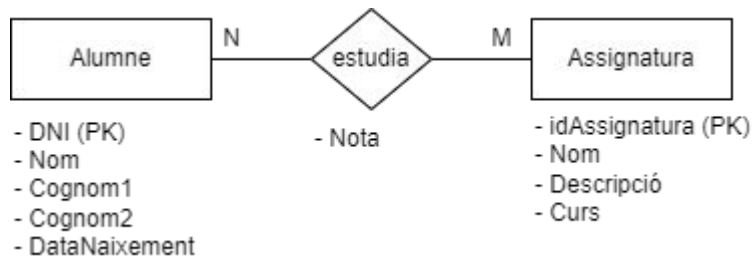 Alumne
N
estudia
M
Assignatura
- DNI (PK)
- Nom
- Cognom1
- Cognom2
- DataNaixement
- Nota
- idAssignatura (PK)
- Nom
- Descripció
- Curs